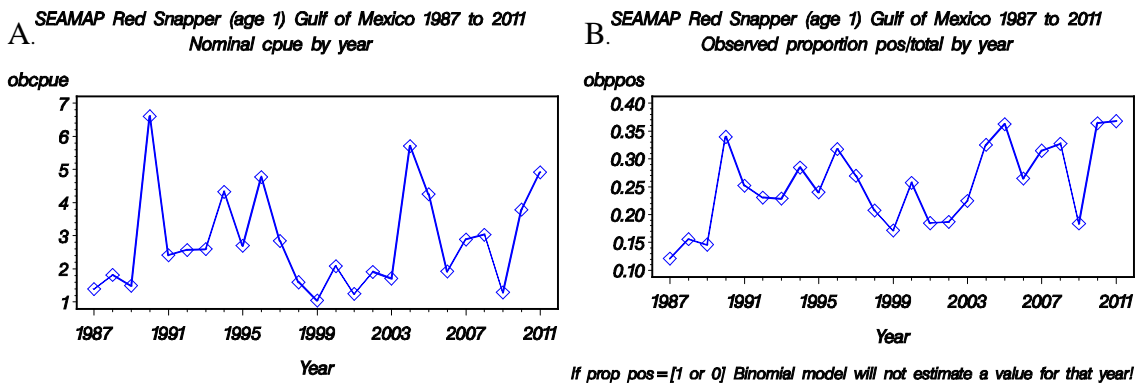 A.
SEAMAP Red Snapper (age 1) Gulf of Mexico 1987 to 2011
Nominal cpue by year
obcpue
7
6
5
4
3
2
1
1987 1991 1995 1999 2003 2007 2011
Year
B.
SEAMAP Red Snapper (age 1) Gulf of Mexico 1987 to 2011
Observed proportion pos/total by year
obppos
0.40
0.35
0.30
0.25
0.20
0.15
0.10
1987 1991 1995 1999 2003 2007 2011
Year
If prop pos=[1 or 0] Binomial model will not estimate a value for that year!